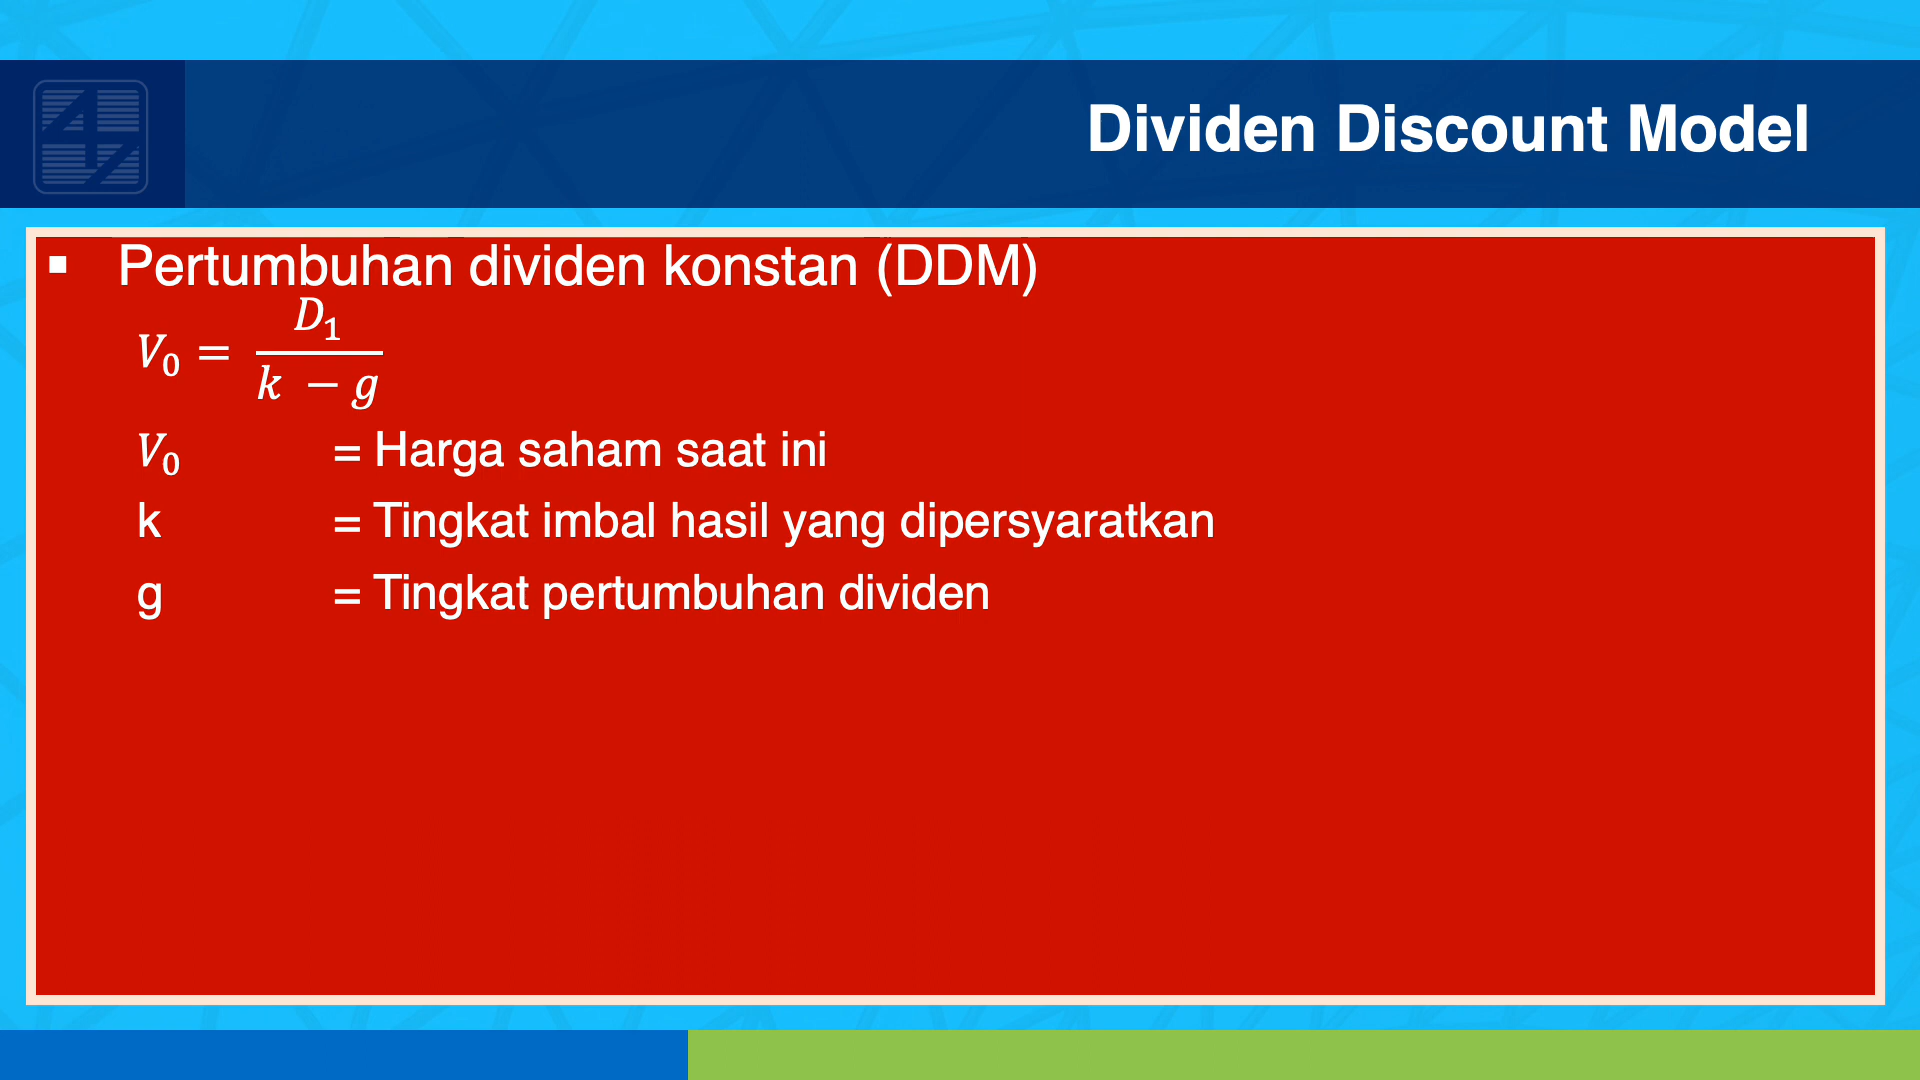 Dividen Discount Model
▪ Pertumbuhan dividen konstan (DDM)
V₀ = D₁ / k − g
V₀ = Harga saham saat ini
k = Tingkat imbal hasil yang dipersyaratkan
g = Tingkat pertumbuhan dividen